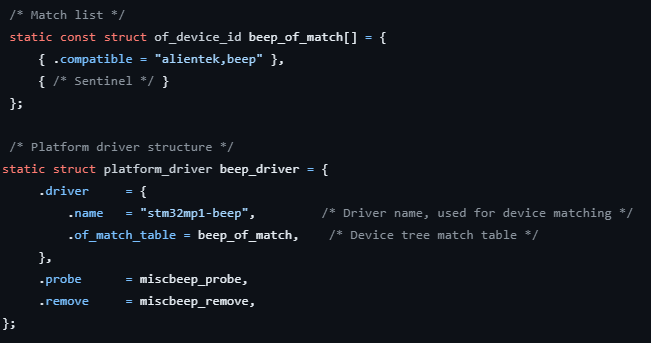 /* Match list */
static const struct of_device_id beep_of_match[] = {
    { .compatible = "alientek,beep" },
    { /* Sentinel */ }
};
/* Platform driver structure */
static struct platform_driver beep_driver = {
    .driver     = {
        .name   = "stm32mp1-beep",         /* Driver name, used for device matching */
        .of_match_table = beep_of_match,    /* Device tree match table */
    },
    .probe      = miscbeep_probe,
    .remove     = miscbeep_remove,
};